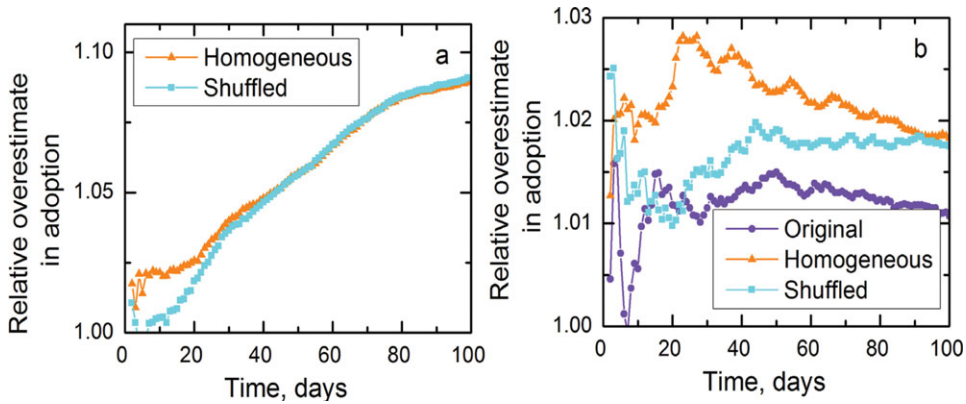 1.10
1.05
1.00
Relative overestimate
in adoption
Homogeneous
Shuffled
a
0 20 40 60 80 100
Time, days
1.03
1.02
1.01
1.00
Relative overestimate
in adoption
b
Original
Homogeneous
Shuffled
0 20 40 60 80 100
Time, days